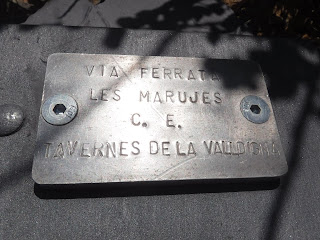 VIA FERRATA
LES MARUJES
C. E.
TAVERNES DE LA VALLDIGNA